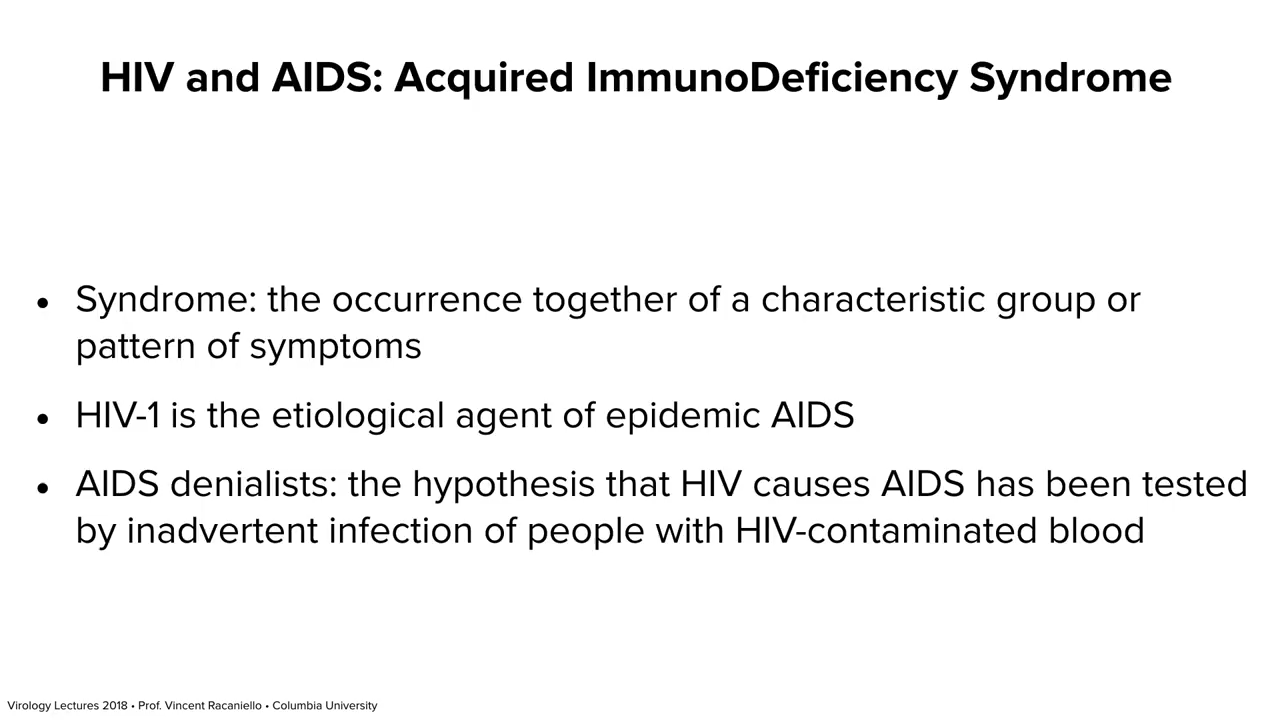 HIV and AIDS: Acquired ImmunoDeficiency Syndrome
• Syndrome: the occurrence together of a characteristic group or
pattern of symptoms
• HIV-1 is the etiological agent of epidemic AIDS
• AIDS denialists: the hypothesis that HIV causes AIDS has been tested
by inadvertent infection of people with HIV-contaminated blood
Virology Lectures 2018 • Prof. Vincent Racaniello • Columbia University